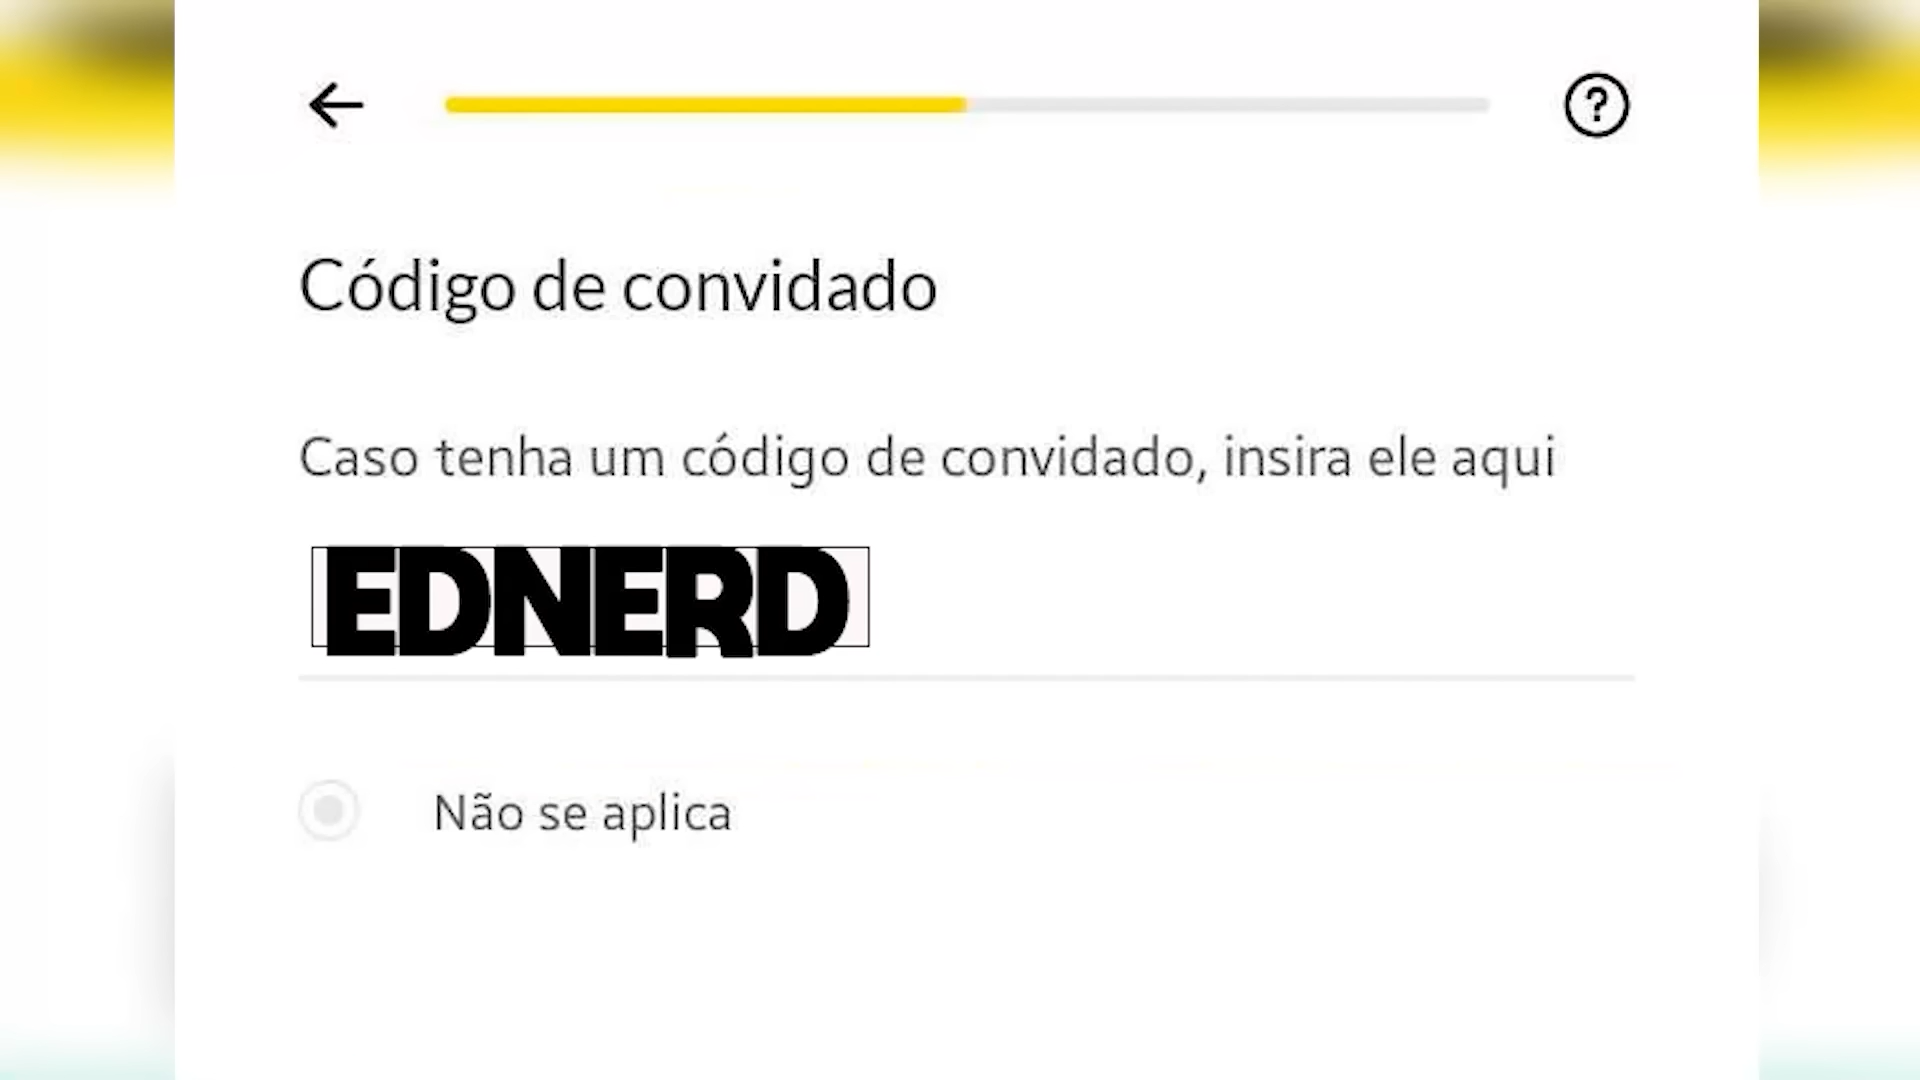 Código de convidado
Caso tenha um código de convidado, insira ele aqui
EDNERD
Não se aplica